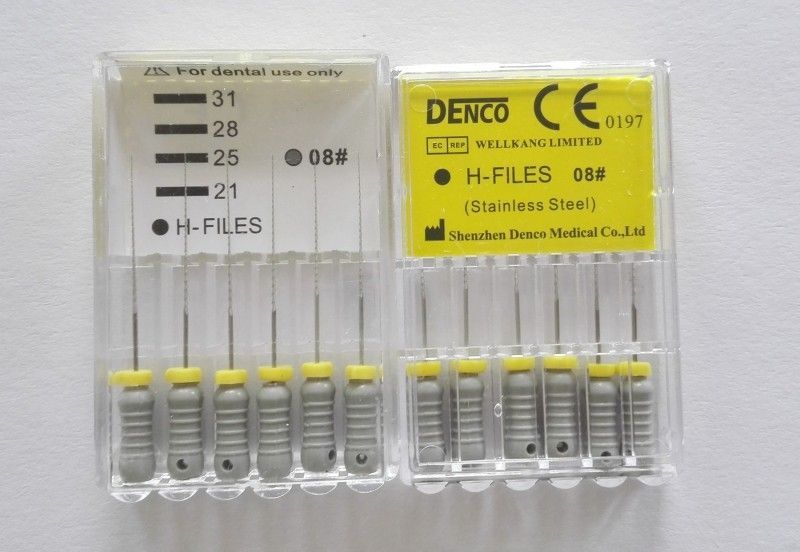 For dental use only
31
28
25
08#
21
H-FILES
DENCO CE 0197
EC REP WELLKANG LIMITED
H-FILES 08#
(Stainless Steel)
Shenzhen Denco Medical Co.,Ltd